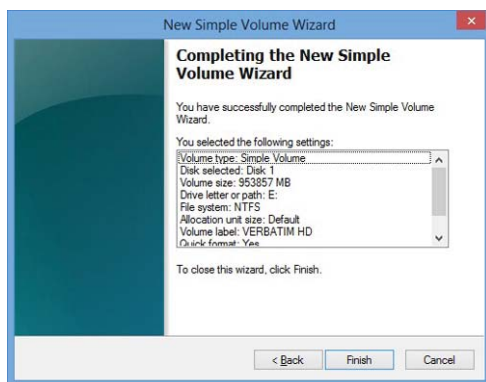 New Simple Volume Wizard
Completing the New Simple
Volume Wizard
You have successfully completed the New Simple Volume
Wizard.
You selected the following settings:
Volume type: Simple Volume
Disk selected: Disk 1
Volume size: 953857 MB
Drive letter or path: E:
File system: NTFS
Allocation unit size: Default
Volume label: VERBATIM HD
Quick format: Yes
To close this wizard, click Finish.
< Back
Finish
Cancel